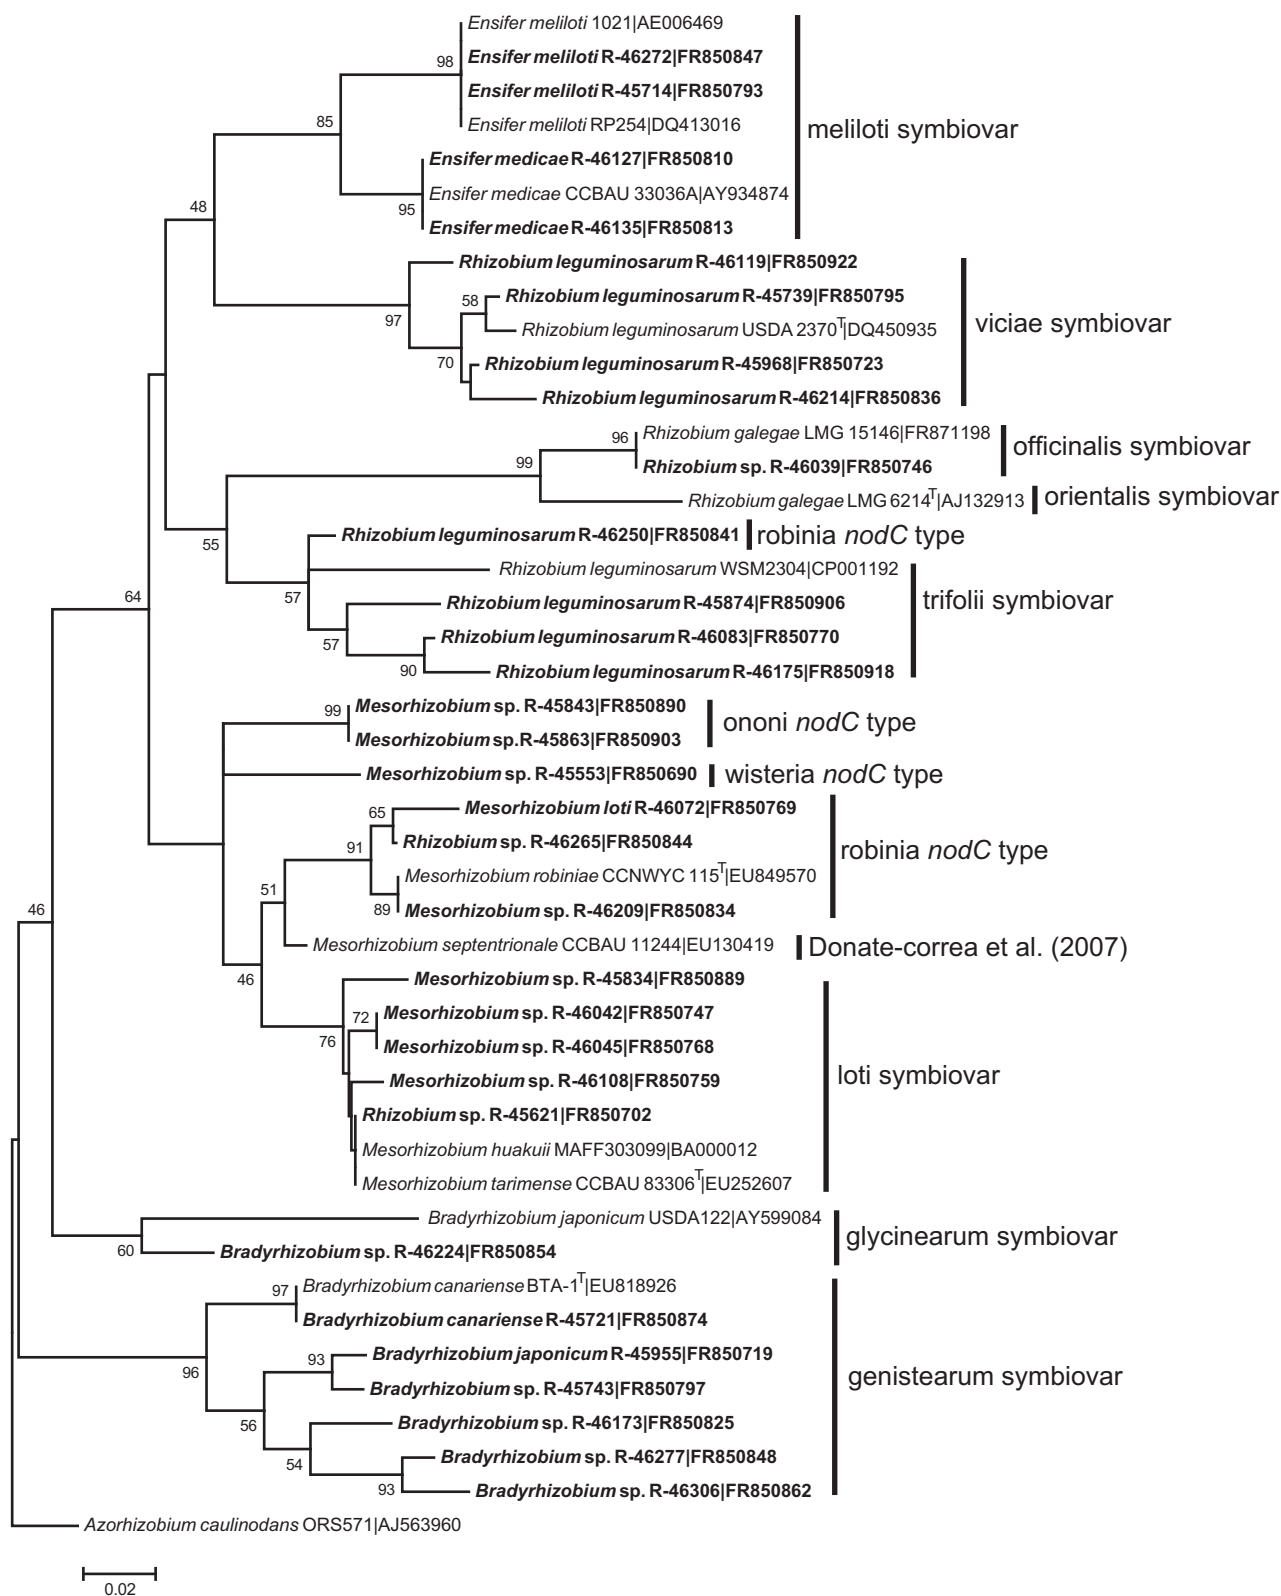 Ensifer meliloti 1021|AE006469
98
Ensifer meliloti R-46272|FR850847
Ensifer meliloti R-45714|FR850793
Ensifer meliloti RP254|DQ413016
85
meliloti symbiovar
Ensifer medicae R-46127|FR850810
Ensifer medicae CCBAU 33036A|AY934874
95
Ensifer medicae R-46135|FR850813
48
Rhizobium leguminosarum R-46119|FR850922
58
Rhizobium leguminosarum R-45739|FR850795
97
Rhizobium leguminosarum USDA 2370T|DQ450935
viciae symbiovar
70
Rhizobium leguminosarum R-45968|FR850723
Rhizobium leguminosarum R-46214|FR850836
Rhizobium galegae LMG 15146|FR871198
96
officinalis symbiovar
99
Rhizobium sp. R-46039|FR850746
Rhizobium galegae LMG 6214T|AJ132913
orientalis symbiovar
55
Rhizobium leguminosarum R-46250|FR850841
robinia nodC type
Rhizobium leguminosarum WSM2304|CP001192
57
Rhizobium leguminosarum R-45874|FR850906
trifolii symbiovar
64
57
Rhizobium leguminosarum R-46083|FR850770
90
Rhizobium leguminosarum R-46175|FR850918
99
Mesorhizobium sp. R-45843|FR850890
ononi nodC type
Mesorhizobium sp.R-45863|FR850903
Mesorhizobium sp. R-45553|FR850690
wisteria nodC type
65
Mesorhizobium loti R-46072|FR850769
91
Rhizobium sp. R-46265|FR850844
robinia nodC type
Mesorhizobium robiniae CCNWYC 115T|EU849570
51
89
Mesorhizobium sp. R-46209|FR850834
46
Mesorhizobium septentrionale CCBAU 11244|EU130419
Donate-correa et al. (2007)
46
Mesorhizobium sp. R-45834|FR850889
72
Mesorhizobium sp. R-46042|FR850747
76
Mesorhizobium sp. R-46045|FR850768
Mesorhizobium sp. R-46108|FR850759
loti symbiovar
Rhizobium sp. R-45621|FR850702
Mesorhizobium huakuii MAFF303099|BA000012
Mesorhizobium tarimense CCBAU 83306T|EU252607
Bradyrhizobium japonicum USDA122|AY599084
60
glycinearum symbiovar
Bradyrhizobium sp. R-46224|FR850854
97
Bradyrhizobium canariense BTA-1T|EU818926
Bradyrhizobium canariense R-45721|FR850874
96
93
Bradyrhizobium japonicum R-45955|FR850719
genistearum symbiovar
Bradyrhizobium sp. R-45743|FR850797
56
Bradyrhizobium sp. R-46173|FR850825
54
Bradyrhizobium sp. R-46277|FR850848
93
Bradyrhizobium sp. R-46306|FR850862
Azorhizobium caulinodans ORS571|AJ563960
0.02